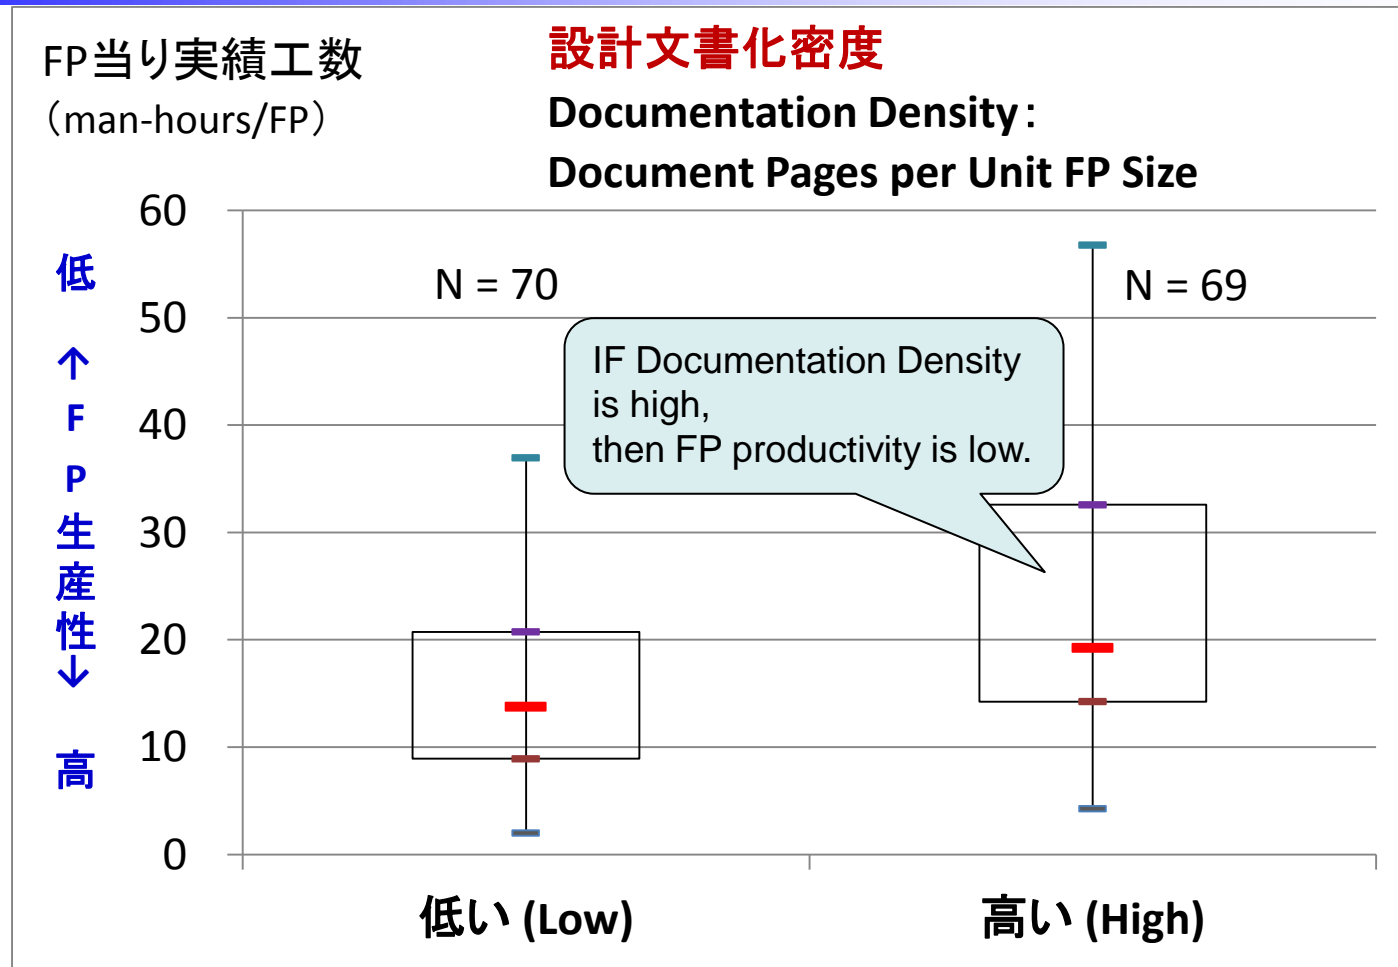 FP当り実績工数
（man-hours/FP）
設計文書化密度
Documentation Density：
Document Pages per Unit FP Size
60
50
40
30
20
10
0
低 ↑ FP生産性↓ 高
N = 70
N = 69
IF Documentation Density
is high,
then FP productivity is low.
低い (Low)
高い (High)